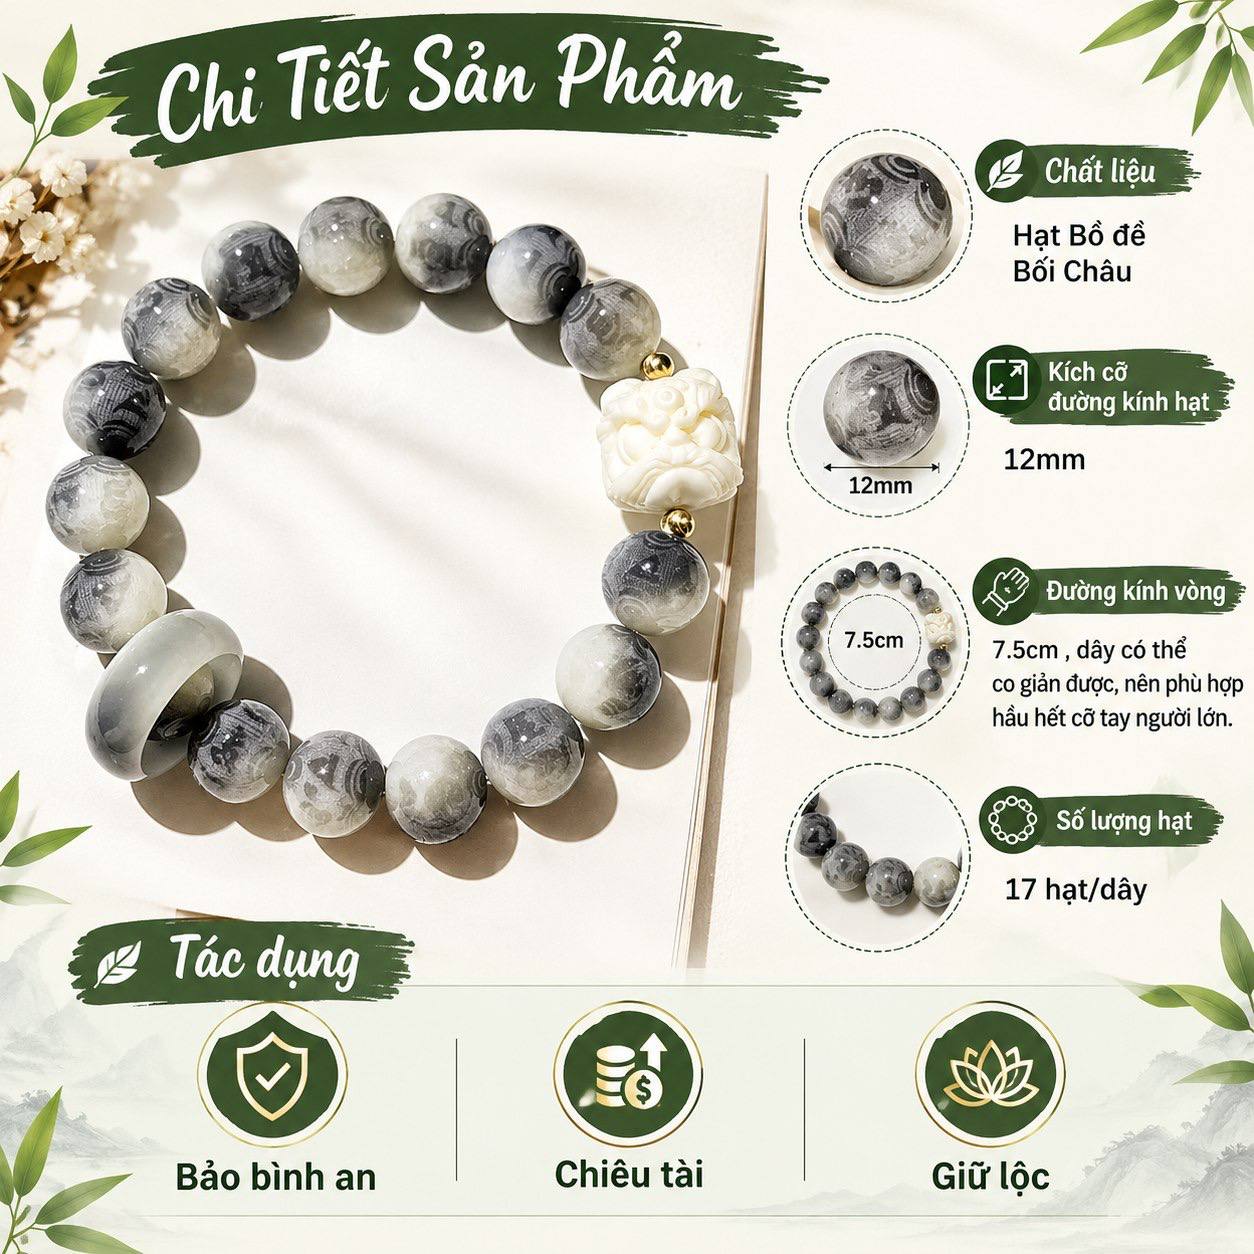 Chi Tiết Sản Phẩm
Chất liệu
Hạt Bồ đề
Bối Châu
Kích cỡ
đường kính hạt
12mm
12mm
Đường kính vòng
7.5cm
7.5cm , dây có thể
co giản được, nên phù hợp
hầu hết cỡ tay người lớn.
Số lượng hạt
17 hạt/dây
Tác dụng
$
Bảo bình an
Chiêu tài
Giữ lộc